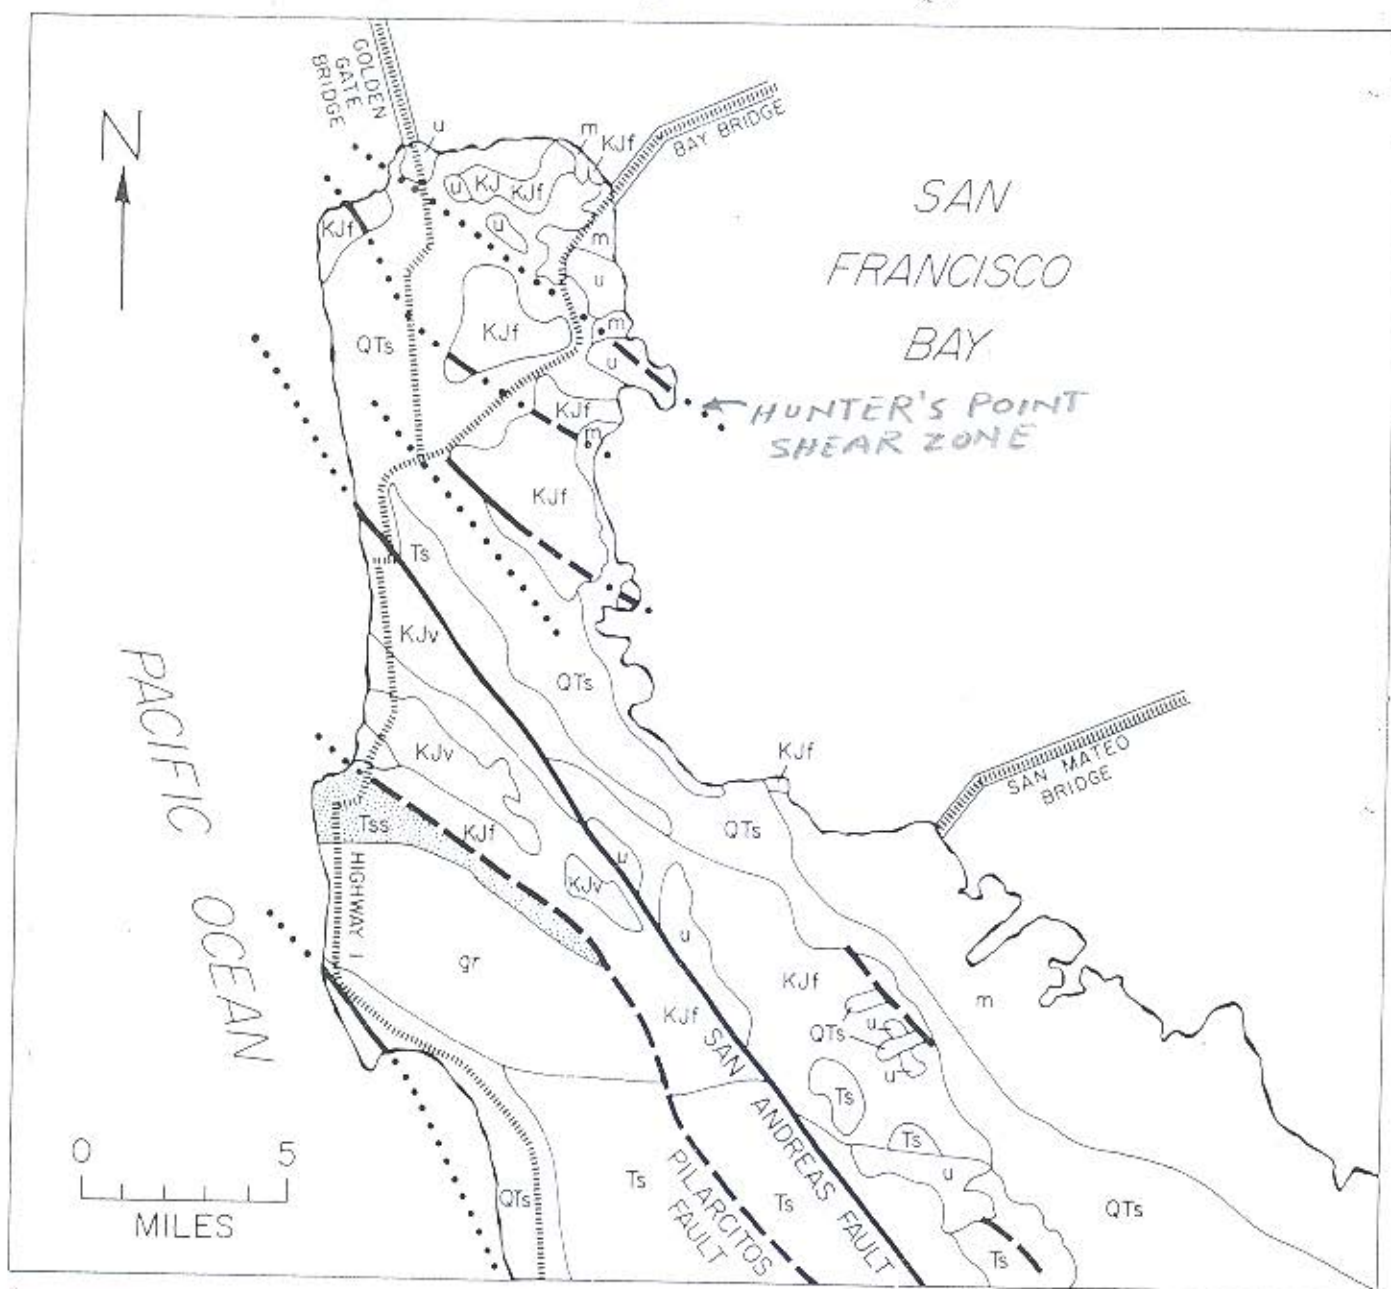 GOLDEN
GATE
BRIDGE
N
u
m
KJf
BAY BRIDGE
u
KJ
KJf
KJf
u
m
u
SAN
FRANCISCO
BAY
QTs
KJf
m
u
HUNTER'S POINT
SHEAR ZONE
KJf
m
KJf
Ts
KJv
QTs
PACIFIC
OCEAN
KJv
KJf
SAN MATEO
BRIDGE
Tss
KJf
QTs
HIGHWAY 1
u
KJv
u
gr
KJf
KJf
m
QTs
u
u
SAN
ANDREAS
FAULT
Ts
Ts
u
0
5
MILES
QTs
Ts
PILARCITOS
FAULT
Ts
QTs
Ts